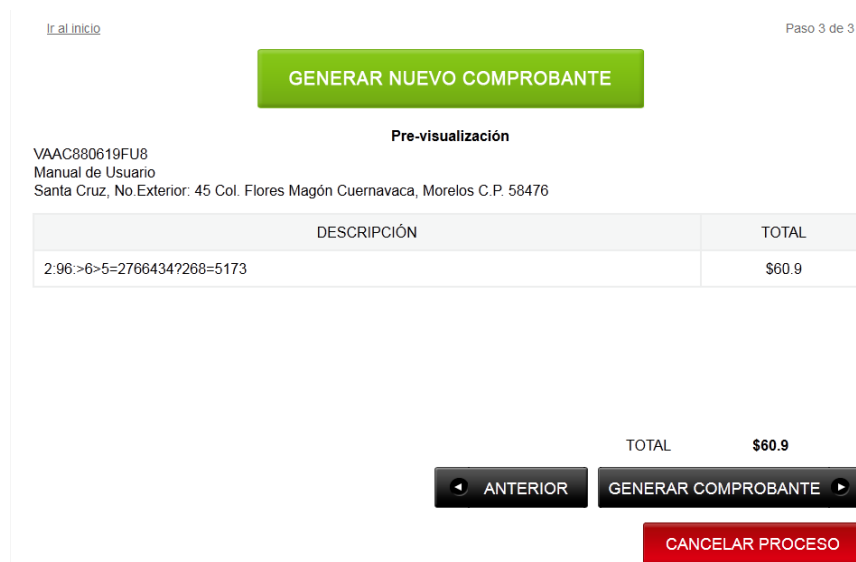 Ir al inicio
Paso 3 de 3
GENERAR NUEVO COMPROBANTE
Pre-visualización
VAAC880619FU8
Manual de Usuario
Santa Cruz, No.Exterior: 45 Col. Flores Magón Cuernavaca, Morelos C.P. 58476
DESCRIPCIÓN TOTAL
2:96:>6>5=2766434?268=5173 $60.9
TOTAL $60.9
ANTERIOR GENERAR COMPROBANTE
CANCELAR PROCESO